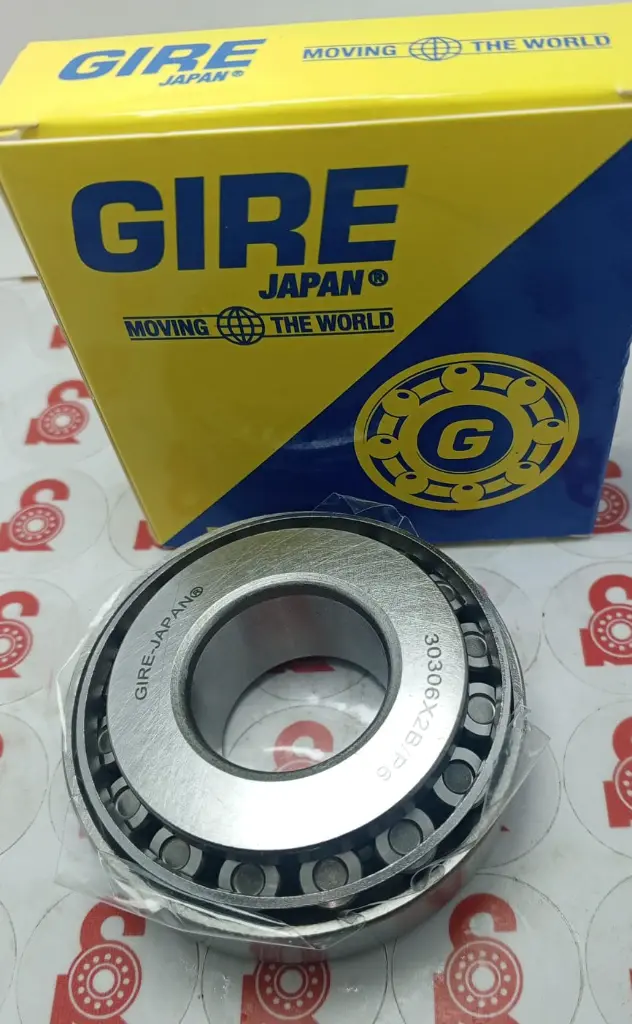 GIRE
JAPAN®
MOVING THE WORLD
GIRE
JAPAN®
MOVING THE WORLD
G
GIRE-JAPAN®
30306X2B/P6